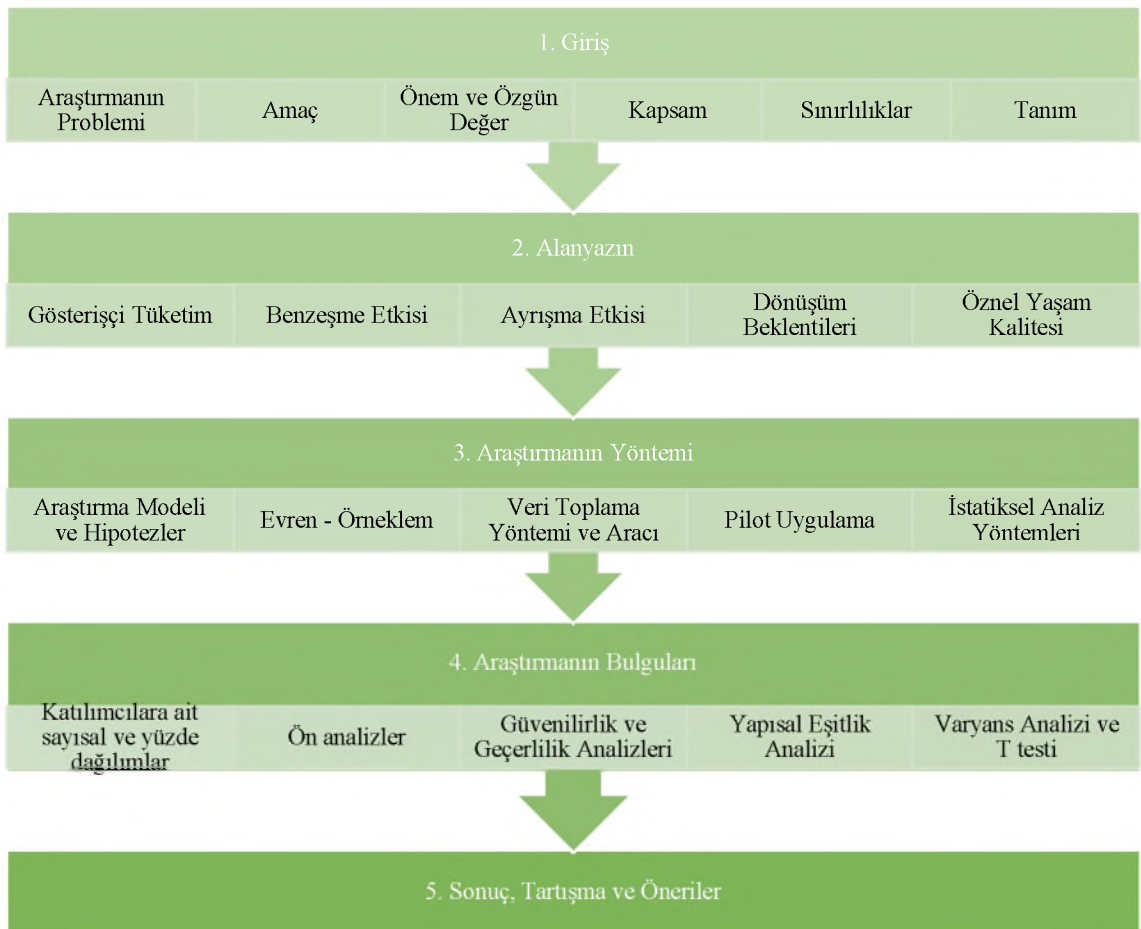 1. Giriş
Araştırmanın
Problemi
Amaç
Önem ve Özgün
Değer
Kapsam
Sınırlılıklar
Tanım
2. Alanyazın
Gösterişçi Tüketim
Benzeşme Etkisi
Ayrışma Etkisi
Dönüşüm
Beklentileri
Öznel Yaşam
Kalitesi
3. Araştırmanın Yöntemi
Araştırma Modeli
ve Hipotezler
Evren - Örneklem
Veri Toplama
Yöntemi ve Aracı
Pilot Uygulama
İstatiksel Analiz
Yöntemleri
4. Araştırmanın Bulguları
Katılımcılara ait
sayısal ve yüzde
dağılımlar
Ön analizler
Güvenilirlik ve
Geçerlilik Analizleri
Yapısal Eşitlik
Analizi
Varyans Analizi ve
T testi
5. Sonuç, Tartışma ve Öneriler